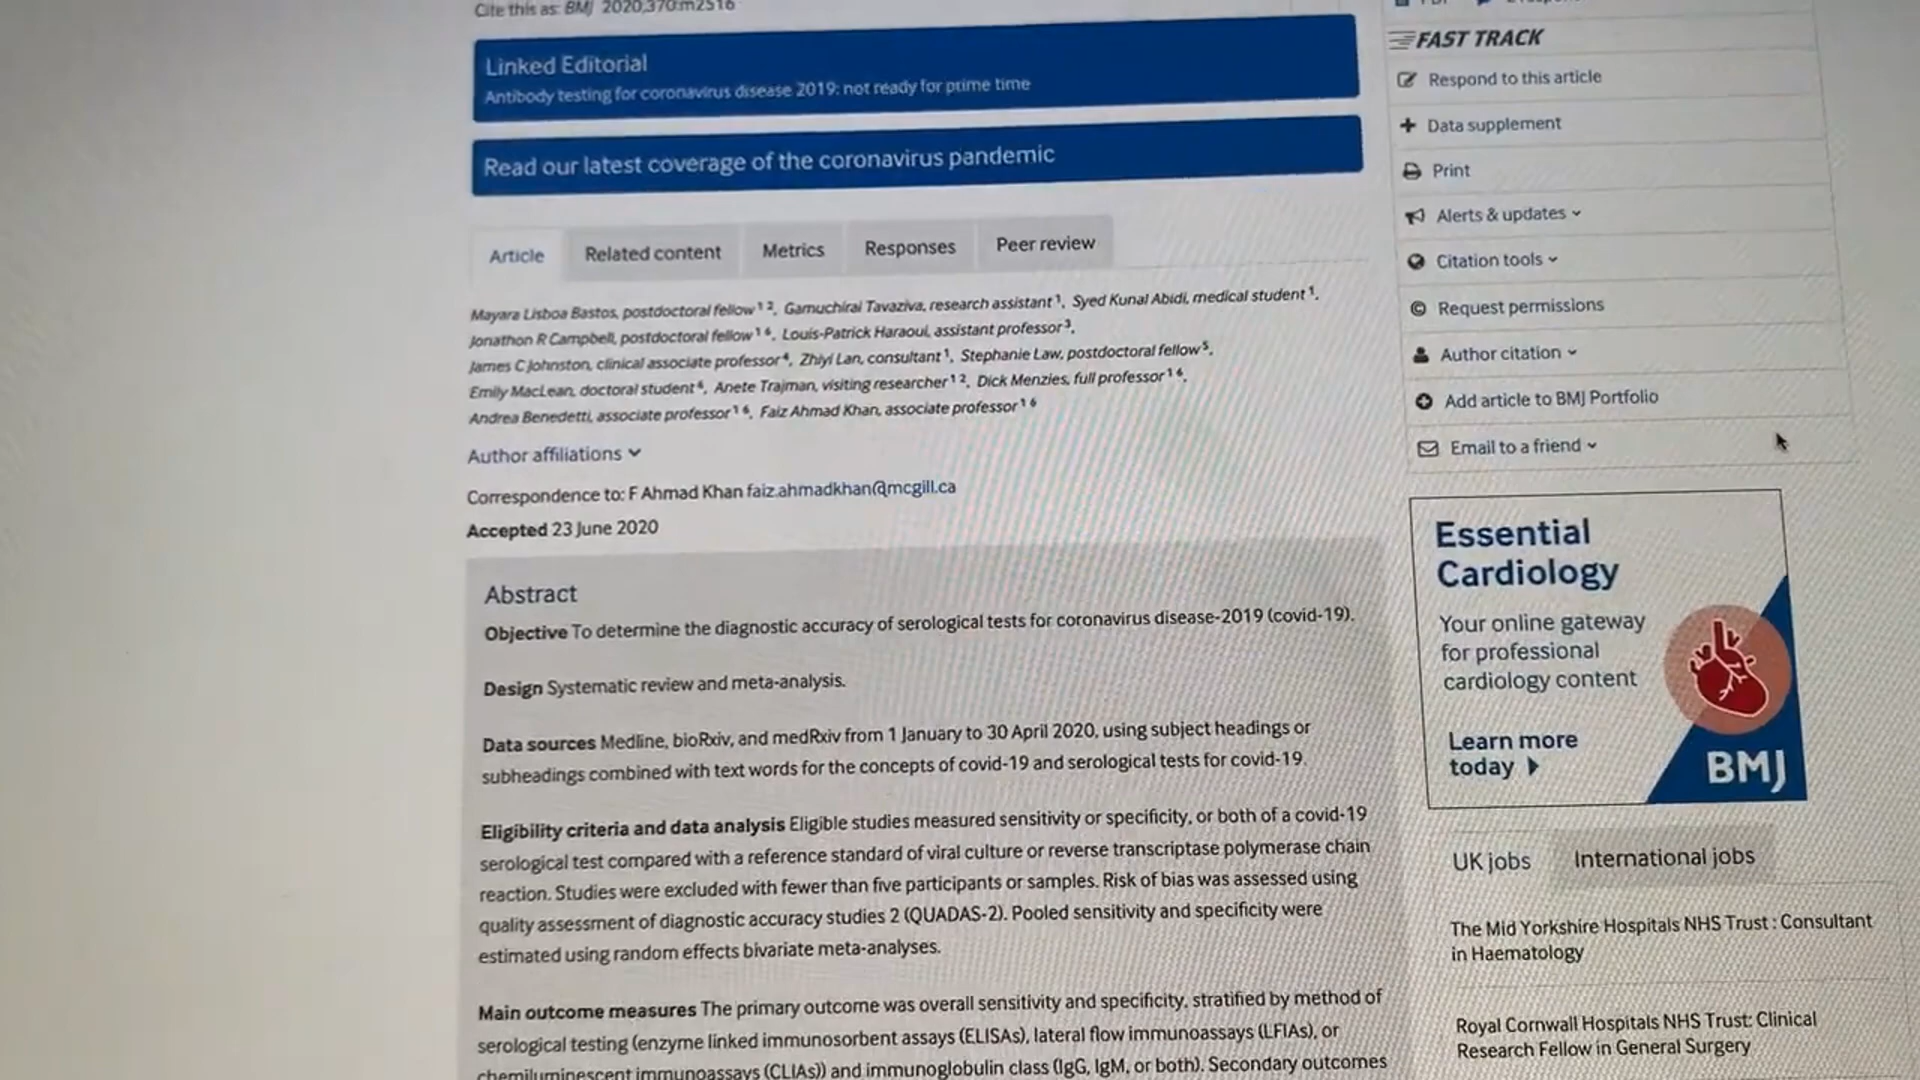 Cite this as: BMJ 2020;370:m2516
Linked Editorial
Antibody testing for coronavirus disease 2019: not ready for prime time
Read our latest coverage of the coronavirus pandemic
Article
Related content
Metrics
Responses
Peer review
Mayara Lisboa Bastos, postdoctoral fellow 1 2, Gamuchirai Tavaziva, research assistant 1, Syed Kunal Abidi, medical student 1,
Jonathon R Campbell, postdoctoral fellow 1 6, Louis-Patrick Haraoui, assistant professor 3,
James C Johnston, clinical associate professor 4, Zhiyi Lan, consultant 1, Stephanie Law, postdoctoral fellow 5,
Emily MacLean, doctoral student 6, Anete Trajman, visiting researcher 1 2, Dick Menzies, full professor 1 6,
Andrea Benedetti, associate professor 1 6, Faiz Ahmad Khan, associate professor 1 6
Author affiliations
Correspondence to: F Ahmad Khan faiz.ahmadkhan@mcgill.ca
Accepted 23 June 2020
Abstract
Objective To determine the diagnostic accuracy of serological tests for coronavirus disease-2019 (covid-19).
Design Systematic review and meta-analysis.
Data sources Medline, bioRxiv, and medRxiv from 1 January to 30 April 2020, using subject headings or
subheadings combined with text words for the concepts of covid-19 and serological tests for covid-19.
Eligibility criteria and data analysis Eligible studies measured sensitivity or specificity, or both of a covid-19
serological test compared with a reference standard of viral culture or reverse transcriptase polymerase chain
reaction. Studies were excluded with fewer than five participants or samples. Risk of bias was assessed using
quality assessment of diagnostic accuracy studies 2 (QUADAS-2). Pooled sensitivity and specificity were
estimated using random effects bivariate meta-analyses.
Main outcome measures The primary outcome was overall sensitivity and specificity, stratified by method of
serological testing (enzyme linked immunosorbent assays (ELISAs), lateral flow immunoassays (LFIAs), or
chemiluminescent immunoassays (CLIAs)) and immunoglobulin class (IgG, IgM, or both). Secondary outcomes
FAST TRACK
Respond to this article
Data supplement
Print
Alerts & updates
Citation tools
Request permissions
Author citation
Add article to BMJ Portfolio
Email to a friend
Essential
Cardiology
Your online gateway
for professional
cardiology content
Learn more
today
BMJ
UK jobs
International jobs
The Mid Yorkshire Hospitals NHS Trust : Consultant
in Haematology
Royal Cornwall Hospitals NHS Trust: Clinical
Research Fellow in General Surgery